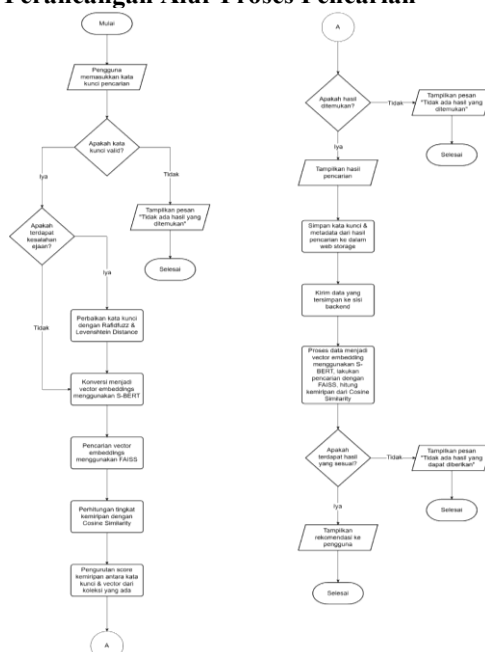 Perancangan Alur Proses Pencarian
Mulai
Pengguna
memasukkan kata
kunci pencarian
Apakah kata
kunci valid?
Iya
Tidak
Tampilkan pesan
"Tidak ada hasil yang
ditemukan"
Selesai
Apakah
terdapat
kesalahan
ejaan?
Iya
Tidak
Perbaikan kata kunci
dengan Rafidfuzz &
Levenshtein Distance
Konversi menjadi
vector embeddings
menggunakan S-BERT
Pencarian vector
embeddings
menggunakan FAISS
Perhitungan tingkat
kemiripan dengan
Cosine Similarity
Pengurutan score
kemiripan antara kata
kunci & vector dari
koleksi yang ada
A
A
Apakah hasil
ditemukan?
Tidak
Tampilkan pesan
"Tidak ada hasil yang
ditemukan"
Selesai
Iya
Tampilkan hasil
pencarian
Simpan kata kunci &
metadata dari hasil
pencarian ke dalam
web storage
Kirim data yang
tersimpan ke sisi
backend
Proses data menjadi
vector embedding
menggunakan S-
BERT, lakukan
pencarian dengan
FAISS, hitung
kemiripan dari Cosine
Similarity
Apakah
terdapat hasil
yang sesuai?
Tidak
Tampilkan pesan
"Tidak ada hasil yang
dapat diberikan"
Selesai
Iya
Tampilkan
rekomendasi ke
pengguna
Selesai